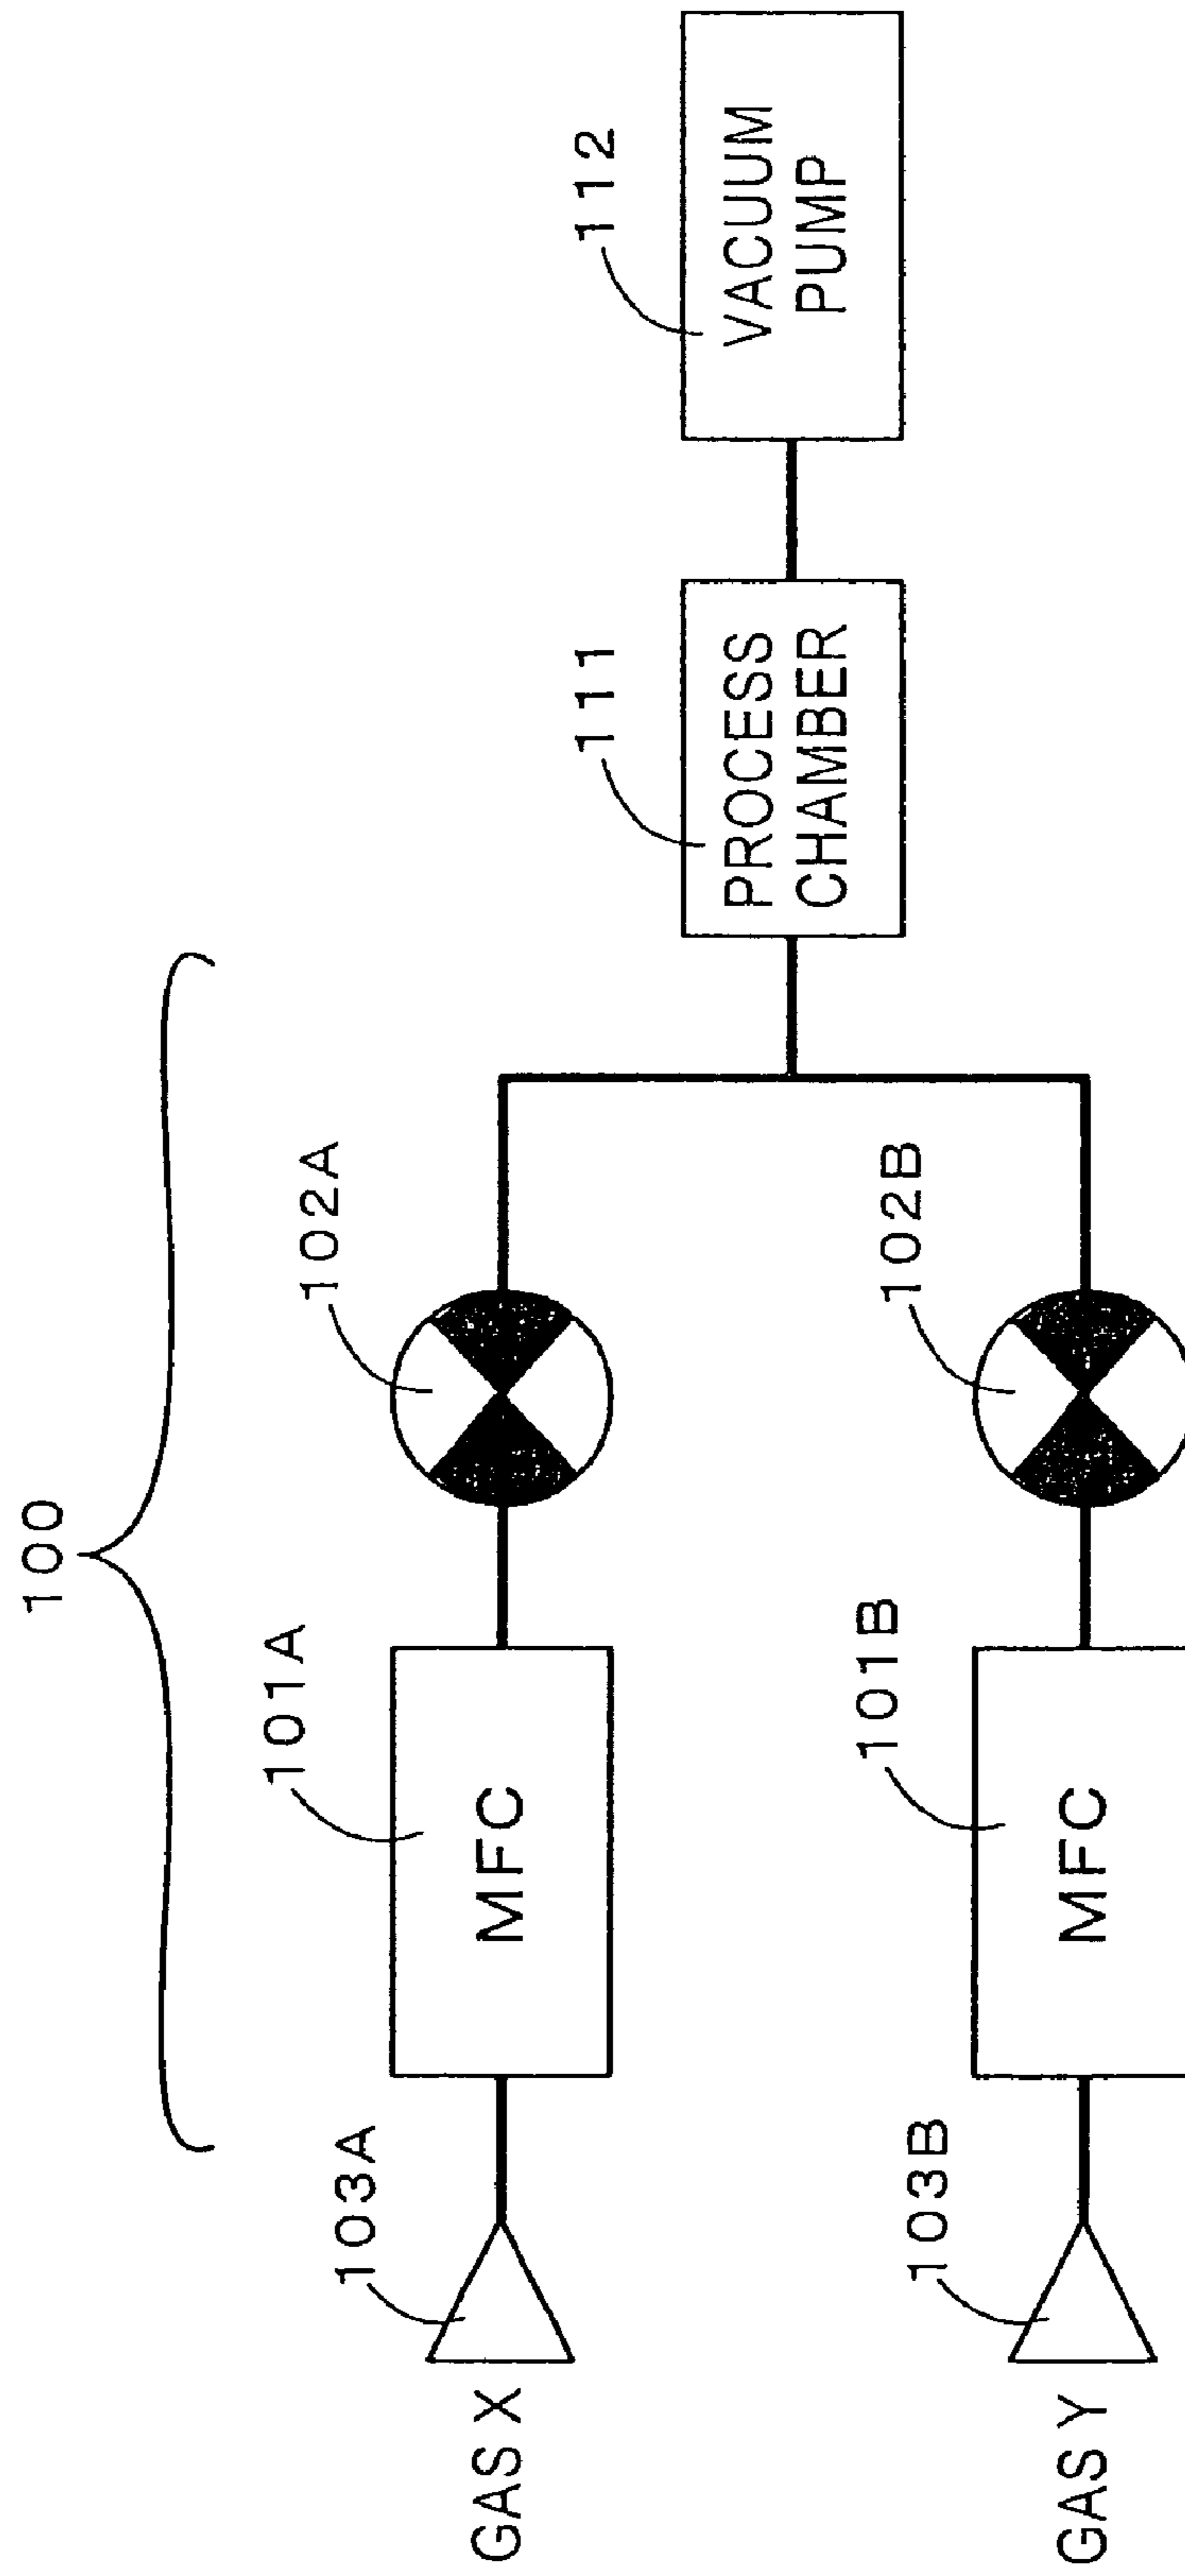 100
103A
101A
102A
GAS X
MFC
111
PROCESS
CHAMBER
112
VACUUM
PUMP
103B
101B
102B
GAS Y
MFC